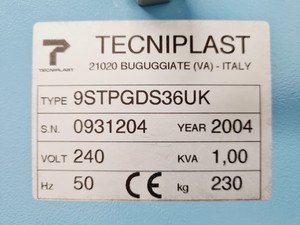 TECNIPLAST
TECNIPLAST
21020 BUGUGGIATE (VA) - ITALY
TYPE 9STPGDS36UK
S.N. 0931204 YEAR 2004
VOLT 240 KVA 1,00
Hz 50 CE kg 230